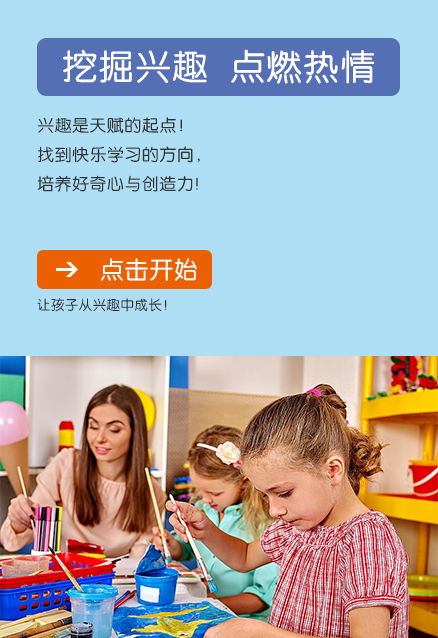 挖掘兴趣 点燃热情
兴趣是天赋的起点!
找到快乐学习的方向,
培养好奇心与创造力!
→ 点击开始
让孩子从兴趣中成长!